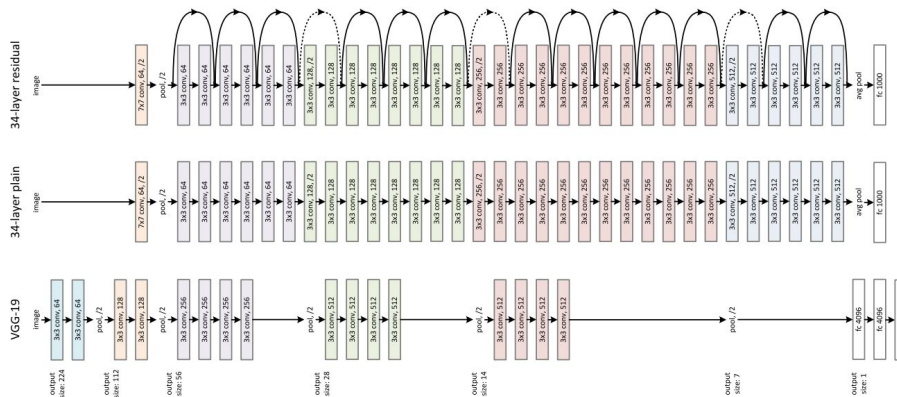 34-layer residual
image
7x7 conv, 64, /2
pool, /2
3x3 conv, 64
3x3 conv, 64
3x3 conv, 64
3x3 conv, 64
3x3 conv, 64
3x3 conv, 64
3x3 conv, 128, /2
3x3 conv, 128
3x3 conv, 128
3x3 conv, 128
3x3 conv, 128
3x3 conv, 128
3x3 conv, 128
3x3 conv, 128
3x3 conv, 256, /2
3x3 conv, 256
3x3 conv, 256
3x3 conv, 256
3x3 conv, 256
3x3 conv, 256
3x3 conv, 256
3x3 conv, 256
3x3 conv, 256
3x3 conv, 256
3x3 conv, 256
3x3 conv, 256
3x3 conv, 512, /2
3x3 conv, 512
3x3 conv, 512
3x3 conv, 512
3x3 conv, 512
3x3 conv, 512
avg pool
fc 1000
34-layer plain
image
7x7 conv, 64, /2
pool, /2
3x3 conv, 64
3x3 conv, 64
3x3 conv, 64
3x3 conv, 64
3x3 conv, 64
3x3 conv, 64
3x3 conv, 128, /2
3x3 conv, 128
3x3 conv, 128
3x3 conv, 128
3x3 conv, 128
3x3 conv, 128
3x3 conv, 128
3x3 conv, 128
3x3 conv, 256, /2
3x3 conv, 256
3x3 conv, 256
3x3 conv, 256
3x3 conv, 256
3x3 conv, 256
3x3 conv, 256
3x3 conv, 256
3x3 conv, 256
3x3 conv, 256
3x3 conv, 256
3x3 conv, 256
3x3 conv, 512, /2
3x3 conv, 512
3x3 conv, 512
3x3 conv, 512
3x3 conv, 512
3x3 conv, 512
avg pool
fc 1000
VGG-19
image
3x3 conv, 64
3x3 conv, 64
pool, /2
3x3 conv, 128
3x3 conv, 128
pool, /2
3x3 conv, 256
3x3 conv, 256
3x3 conv, 256
3x3 conv, 256
pool, /2
3x3 conv, 512
3x3 conv, 512
3x3 conv, 512
3x3 conv, 512
pool, /2
3x3 conv, 512
3x3 conv, 512
3x3 conv, 512
3x3 conv, 512
pool, /2
fc 4096
fc 4096
output
size: 224
output
size: 112
output
size: 56
output
size: 28
output
size: 14
output
size: 7
output
size: 1